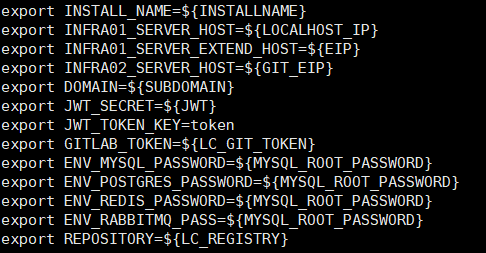 export INSTALL_NAME=${INSTALLNAME}
export INFRA01_SERVER_HOST=${LOCALHOST_IP}
export INFRA01_SERVER_EXTEND_HOST=${EIP}
export INFRA02_SERVER_HOST=${GIT_EIP}
export DOMAIN=${SUBDOMAIN}
export JWT_SECRET=${JWT}
export JWT_TOKEN_KEY=token
export GITLAB_TOKEN=${LC_GIT_TOKEN}
export ENV_MYSQL_PASSWORD=${MYSQL_ROOT_PASSWORD}
export ENV_POSTGRES_PASSWORD=${MYSQL_ROOT_PASSWORD}
export ENV_REDIS_PASSWORD=${MYSQL_ROOT_PASSWORD}
export ENV_RABBITMQ_PASS=${MYSQL_ROOT_PASSWORD}
export REPOSITORY=${LC_REGISTRY}